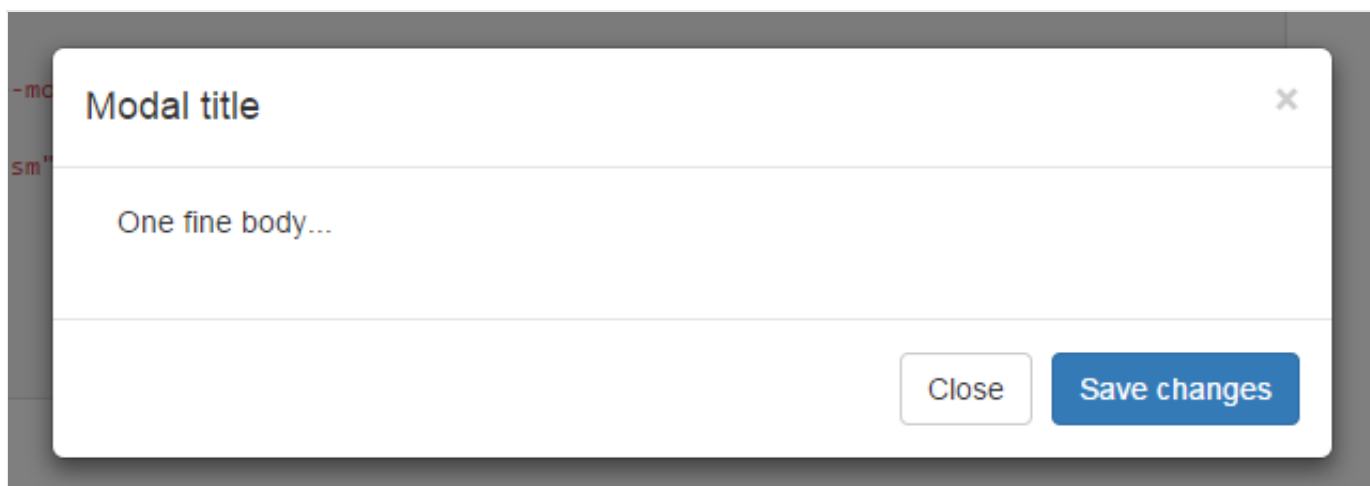 -mo
Modal title ×
sm"
One fine body...
Close Save changes